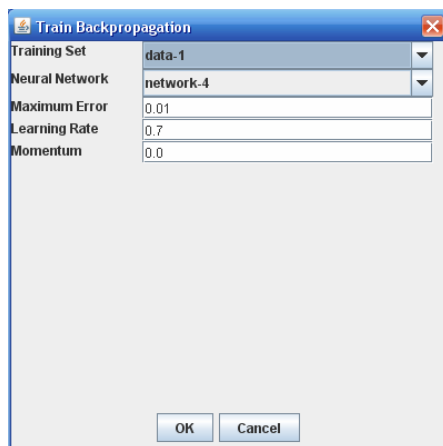 Train Backpropagation
Training Set data-1
Neural Network network-4
Maximum Error 0.01
Learning Rate 0.7
Momentum 0.0
OK Cancel